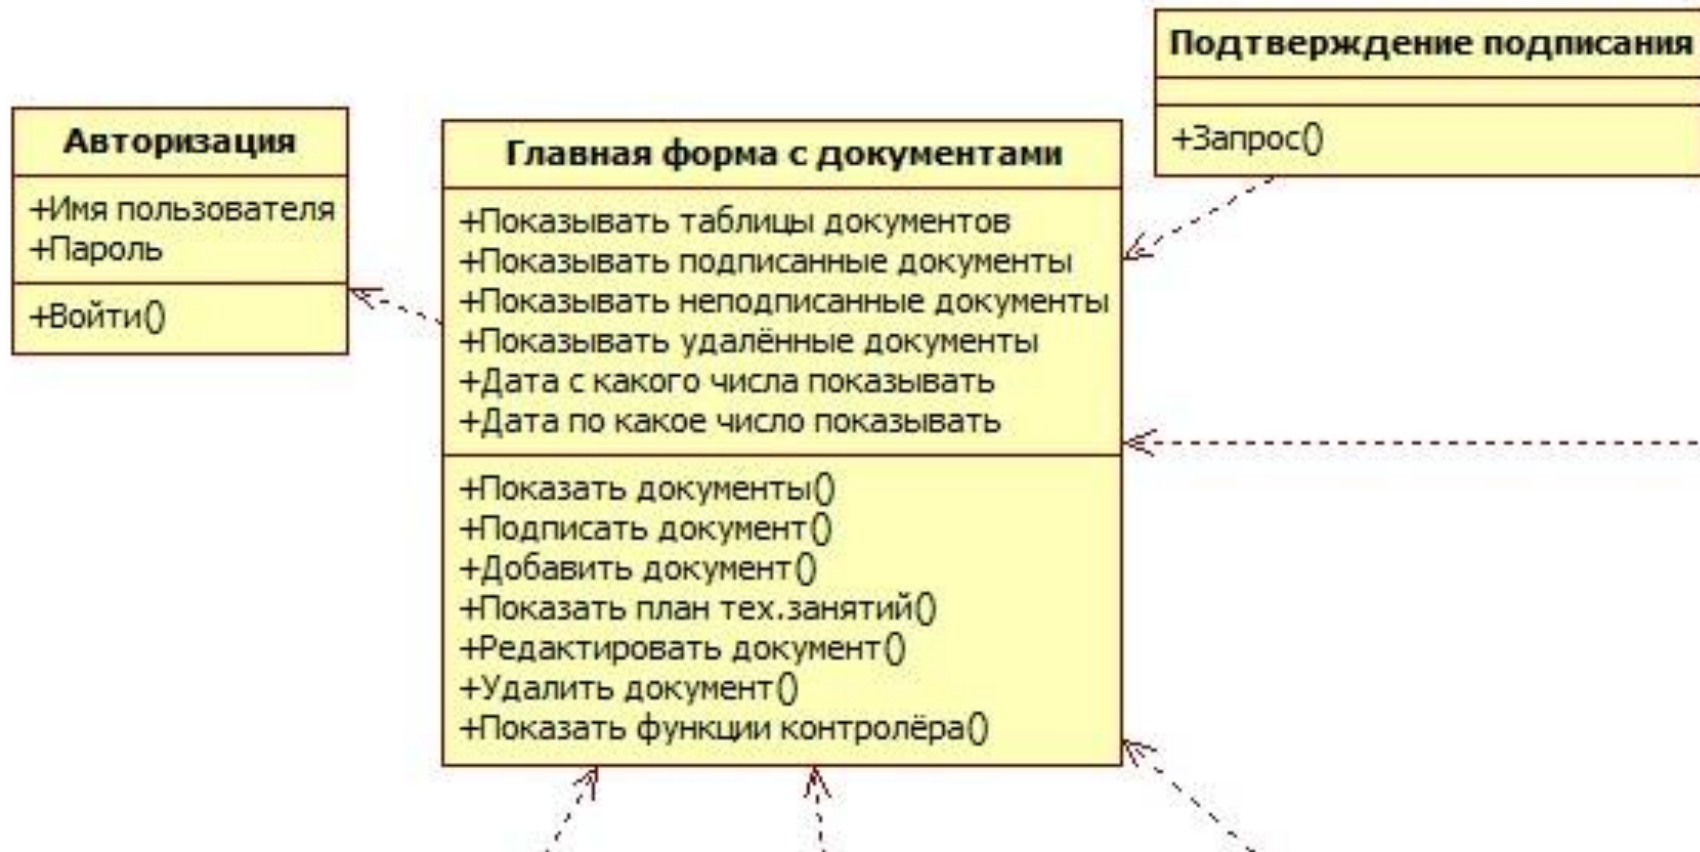 Подтверждение подписания
+Запрос()
Авторизация
+Имя пользователя
+Пароль
+Войти()
Главная форма с документами
+Показывать таблицы документов
+Показывать подписанные документы
+Показывать неподписанные документы
+Показывать удалённые документы
+Дата с какого числа показывать
+Дата по какое число показывать
+Показать документы()
+Подписать документ()
+Добавить документ()
+Показать план тех.занятий()
+Редактировать документ()
+Удалить документ()
+Показать функции контролёра()